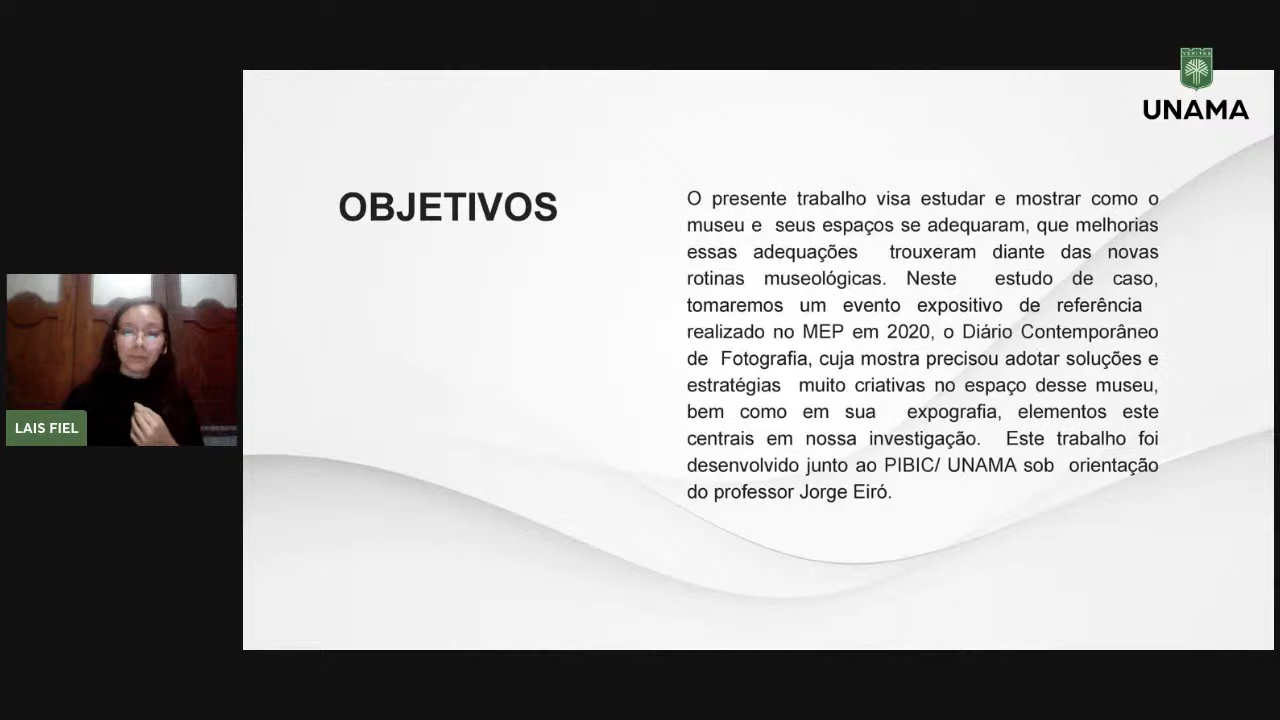 UNAMA
OBJETIVOS
O presente trabalho visa estudar e mostrar como o
museu e seus espaços se adequaram, que melhorias
essas adequações trouxeram diante das novas
rotinas museológicas. Neste estudo de caso,
tomaremos um evento expositivo de referência
realizado no MEP em 2020, o Diário Contemporâneo
de Fotografia, cuja mostra precisou adotar soluções e
estratégias muito criativas no espaço desse museu,
bem como em sua expografia, elementos este
centrais em nossa investigação. Este trabalho foi
desenvolvido junto ao PIBIC/ UNAMA sob orientação
do professor Jorge Eiró.
LAIS FIEL